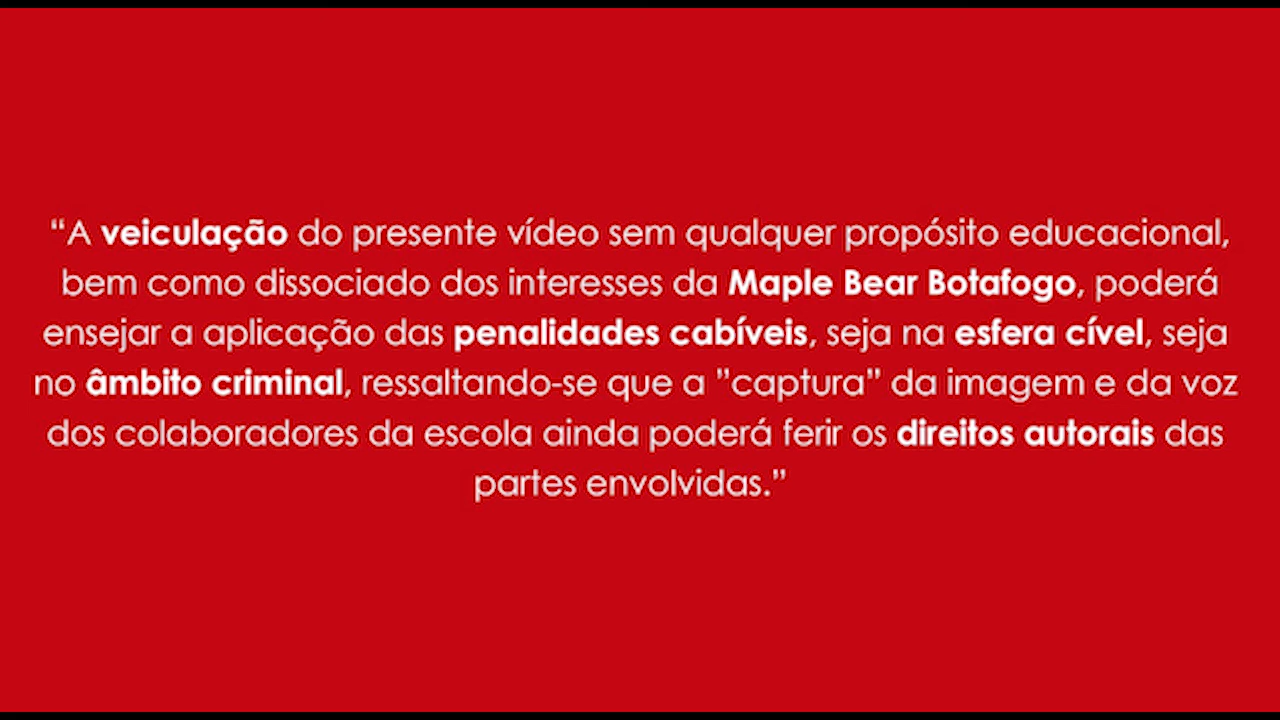 “A veiculação do presente vídeo sem qualquer propósito educacional,
bem como dissociado dos interesses da Maple Bear Botafogo, poderá
ensejar a aplicação das penalidades cabíveis, seja na esfera cível, seja
no âmbito criminal, ressaltando-se que a ”captura” da imagem e da voz
dos colaboradores da escola ainda poderá ferir os direitos autorais das
partes envolvidas.”